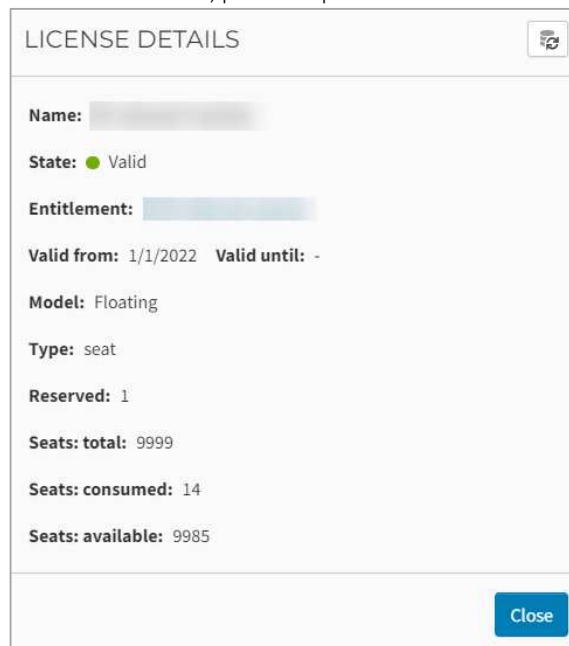 LICENSE DETAILS
Name:
State: Valid
Entitlement:
Valid from: 1/1/2022 Valid until: -
Model: Floating
Type: seat
Reserved: 1
Seats: total: 9999
Seats: consumed: 14
Seats: available: 9985
Close